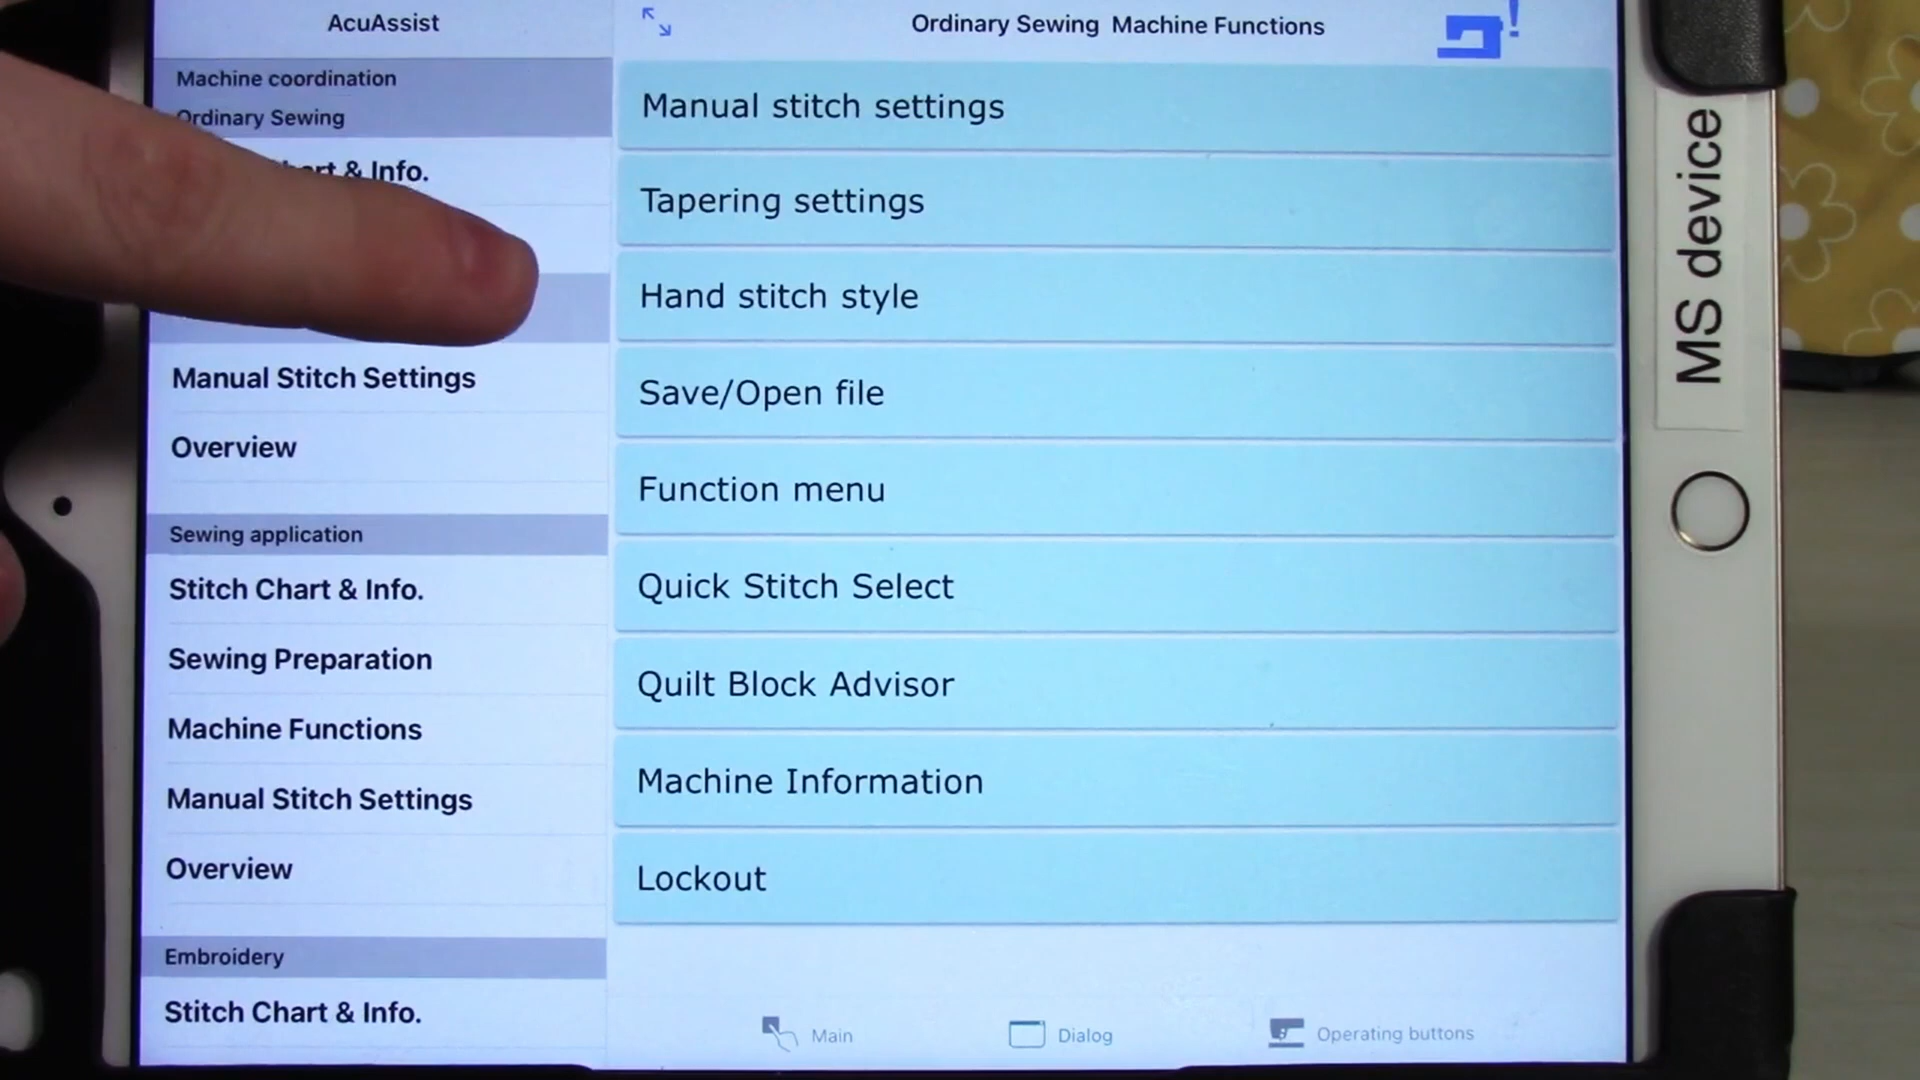 AcuAssist
Machine coordination
Ordinary Sewing
& Info.
Manual Stitch Settings
Overview
Sewing application
Stitch Chart & Info.
Sewing Preparation
Machine Functions
Manual Stitch Settings
Overview
Embroidery
Stitch Chart & Info.
Ordinary Sewing Machine Functions
Manual stitch settings
Tapering settings
Hand stitch style
Save/Open file
Function menu
Quick Stitch Select
Quilt Block Advisor
Machine Information
Lockout
Main
Dialog
Operating buttons
MS device